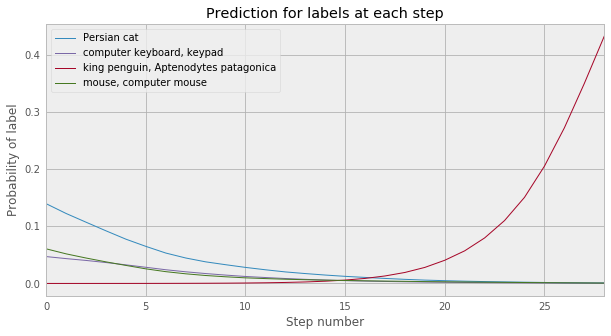 Prediction for labels at each step
Persian cat
computer keyboard, keypad
king penguin, Aptenodytes patagonica
mouse, computer mouse
Probability of label
0.4
0.3
0.2
0.1
0.0
0 5 10 15 20 25
Step number